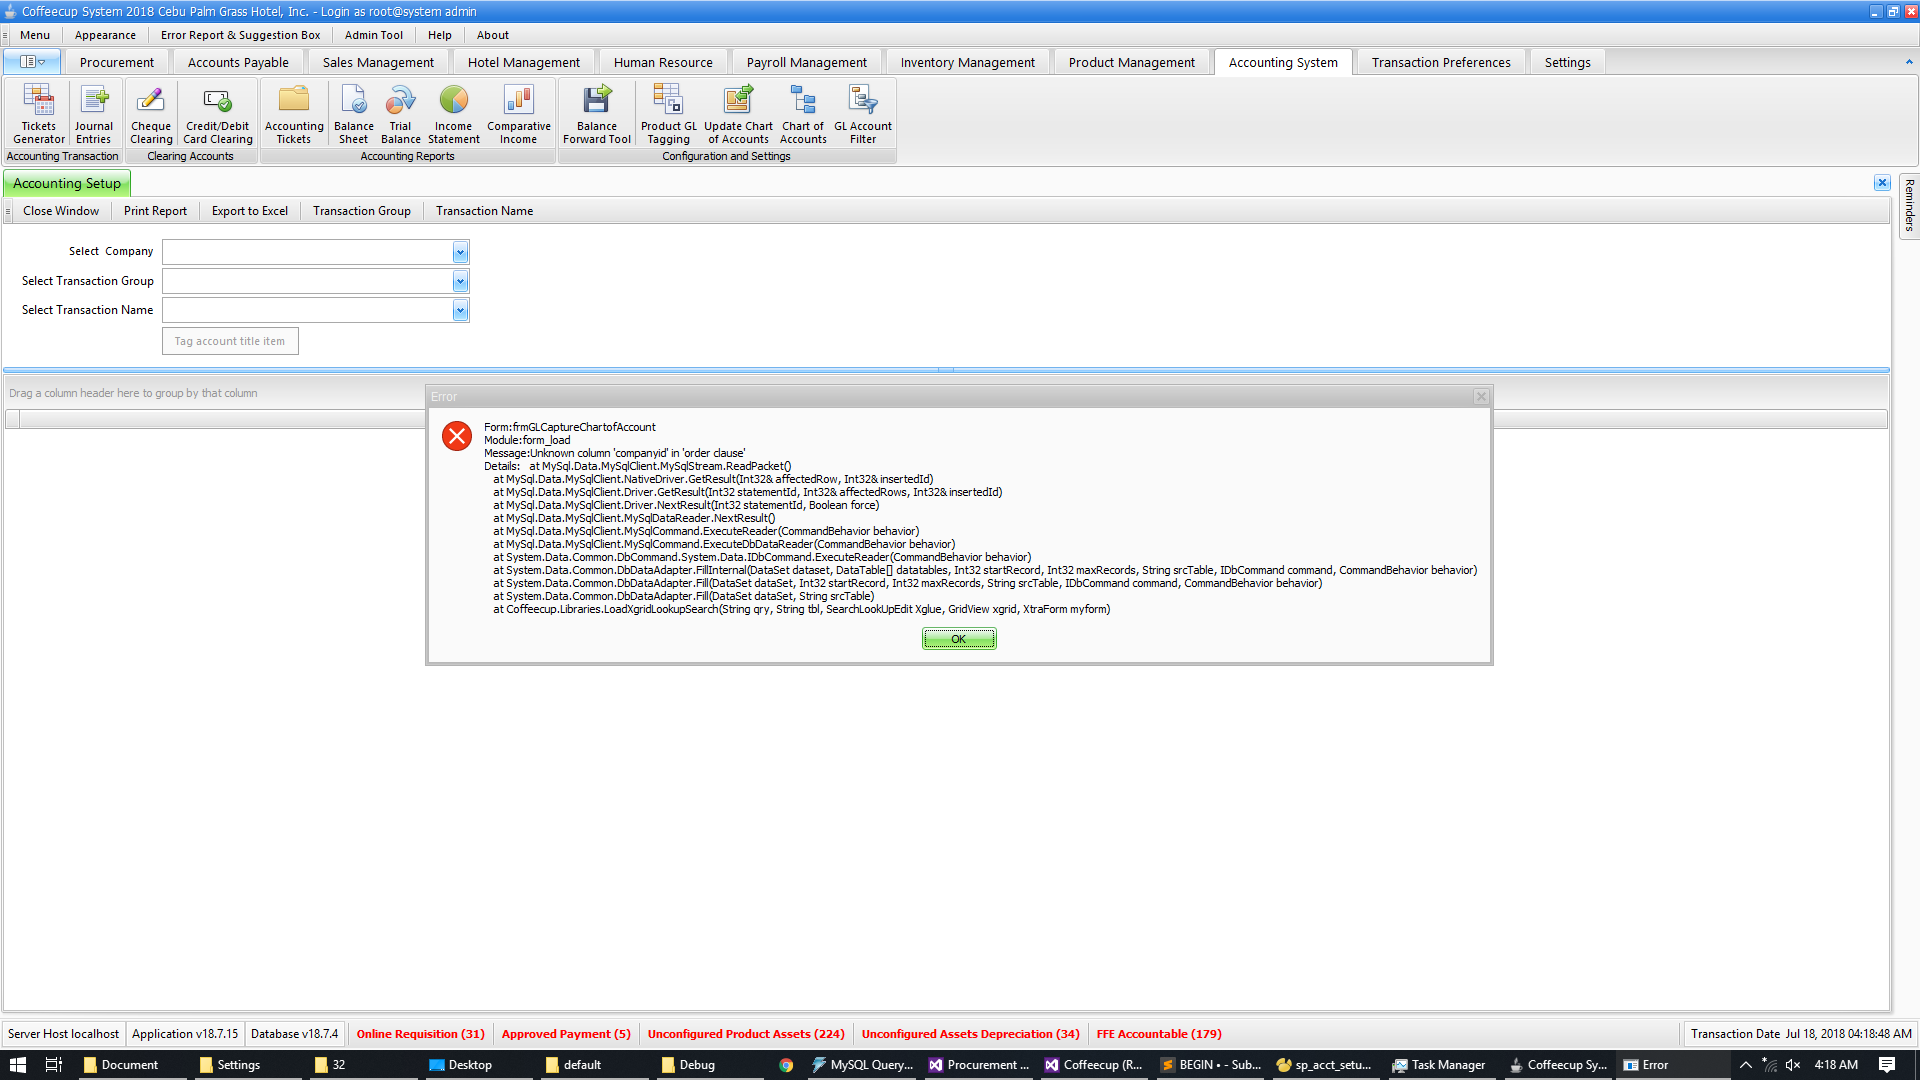 Coffeecup System 2018 Cebu Palm Grass Hotel, Inc. - Login as root@system admin
Menu Appearance Error Report & Suggestion Box Admin Tool Help About
Procurement Accounts Payable Sales Management Hotel Management Human Resource Payroll Management Inventory Management Product Management Accounting System Transaction Preferences Settings
Tickets Generator Journal Entries Cheque Clearing Credit/Debit Card Clearing Accounting Tickets Balance Sheet Trial Balance Income Statement Comparative Income Balance Forward Tool Product GL Tagging Update Chart of Accounts Chart of Accounts GL Account Filter
Accounting Transaction Clearing Accounts Accounting Reports Configuration and Settings
Accounting Setup
Reminders
Close Window Print Report Export to Excel Transaction Group Transaction Name
Select Company
Select Transaction Group
Select Transaction Name
Tag account title item
Drag a column header here to group by that column
Error
Form:frmGLCaptureChartofAccount
Module:form_load
Message:Unknown column 'companyid' in 'order clause'
Details: at MySql.Data.MySqlClient.MySqlStream.ReadPacket()
at MySql.Data.MySqlClient.NativeDriver.GetResult(Int32& affectedRow, Int32& insertedId)
at MySql.Data.MySqlClient.Driver.GetResult(Int32 statementId, Int32& affectedRows, Int32& insertedId)
at MySql.Data.MySqlClient.Driver.NextResult(Int32 statementId, Boolean force)
at MySql.Data.MySqlClient.MySqlDataReader.NextResult()
at MySql.Data.MySqlClient.MySqlCommand.ExecuteReader(CommandBehavior behavior)
at MySql.Data.MySqlClient.MySqlCommand.ExecuteDbDataReader(CommandBehavior behavior)
at System.Data.Common.DbCommand.System.Data.IDbCommand.ExecuteReader(CommandBehavior behavior)
at System.Data.Common.DbDataAdapter.FillInternal(DataSet dataset, DataTable[] datatables, Int32 startRecord, Int32 maxRecords, String srcTable, IDbCommand command, CommandBehavior behavior)
at System.Data.Common.DbDataAdapter.Fill(DataSet dataSet, Int32 startRecord, Int32 maxRecords, String srcTable, IDbCommand command, CommandBehavior behavior)
at System.Data.Common.DbDataAdapter.Fill(DataSet dataSet, String srcTable)
at Coffeecup.Libraries.LoadXgridLookupSearch(String qry, String tbl, SearchLookUpEdit Xglue, GridView xgrid, XtraForm myform)
OK
Server Host localhost Application v18.7.15 Database v18.7.4 Online Requisition (31) Approved Payment (5) Unconfigured Product Assets (224) Unconfigured Assets Depreciation (34) FFE Accountable (179) Transaction Date Jul 18, 2018 04:18:48 AM
Document Settings 32 Desktop default Debug MySQL Query... Procurement ... Coffeecup (R... BEGIN • - Sub... sp_acct_setu... Task Manager Coffeecup Sy... Error 4:18 AM